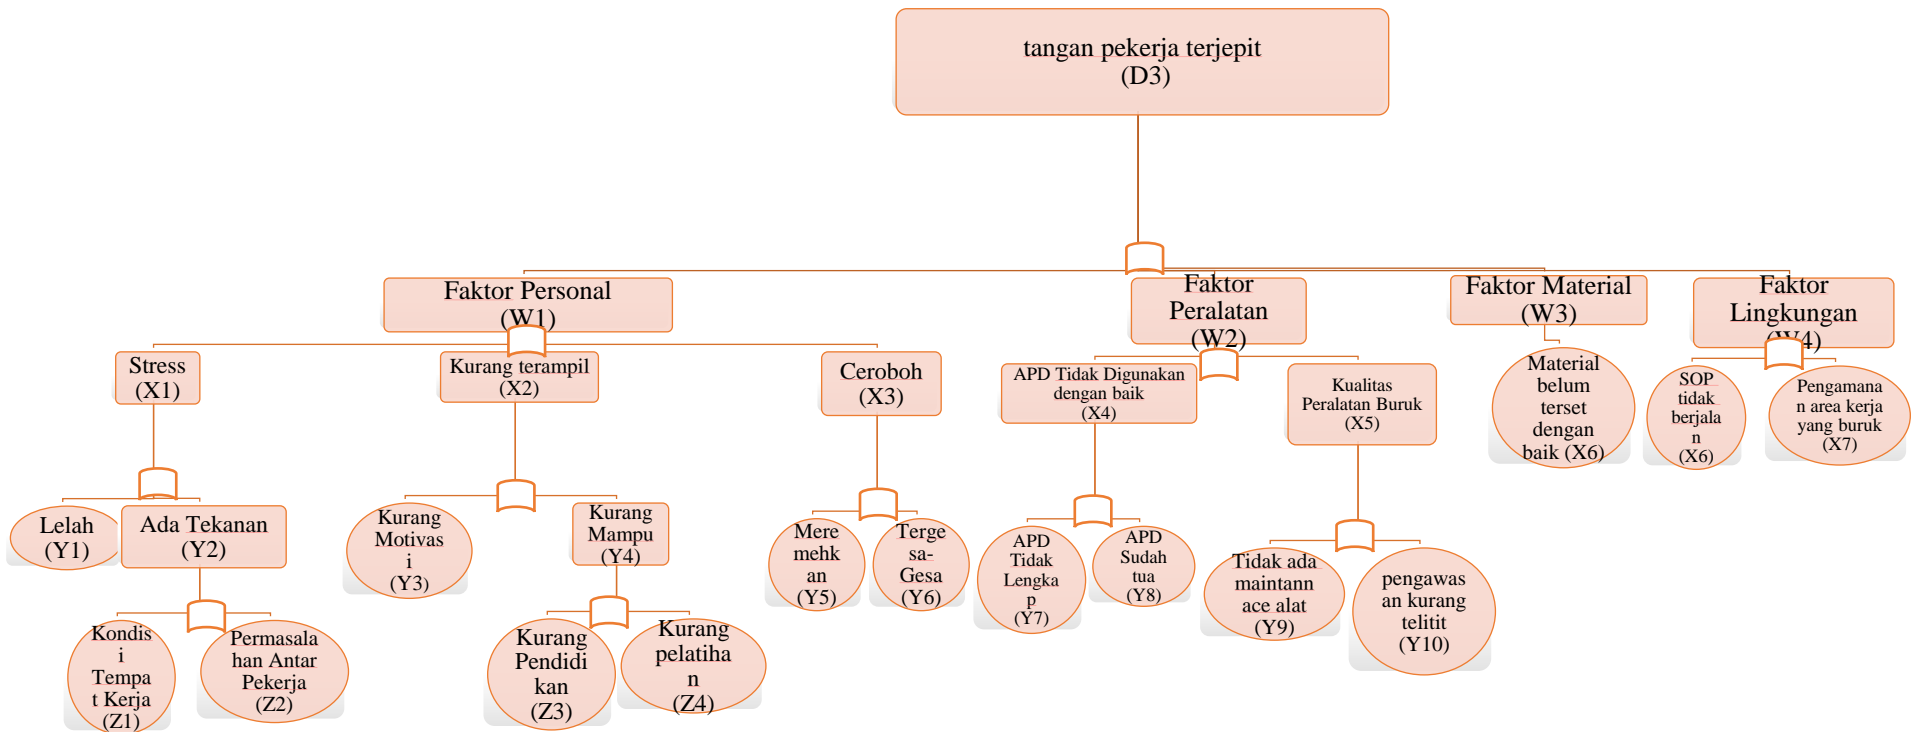 tangan pekerja terjepit
(D3)
Faktor Personal
(W1)
Faktor
Peralatan
(W2)
Faktor Material
(W3)
Faktor
Lingkungan
(W4)
Stress
(X1)
Kurang terampil
(X2)
Ceroboh
(X3)
APD Tidak Digunakan
dengan baik
(X4)
Kualitas
Peralatan Buruk
(X5)
Material
belum
terset
dengan
baik (X6)
SOP
tidak
berjala
n
(X6)
Pengamana
n area kerja
yang buruk
(X7)
Lelah
(Y1)
Ada Tekanan
(Y2)
Kurang
Motivas
i
(Y3)
Kurang
Mampu
(Y4)
Mere
mehk
an
(Y5)
Terge
sa-
Gesa
(Y6)
APD
Tidak
Lengka
p
(Y7)
APD
Sudah
tua
(Y8)
Tidak ada
maintann
ace alat
(Y9)
pengawas
an kurang
telitit
(Y10)
Kondis
i
Tempa
t Kerja
(Z1)
Permasala
han Antar
Pekerja
(Z2)
Kurang
Pendidi
kan
(Z3)
Kurang
pelatiha
n
(Z4)